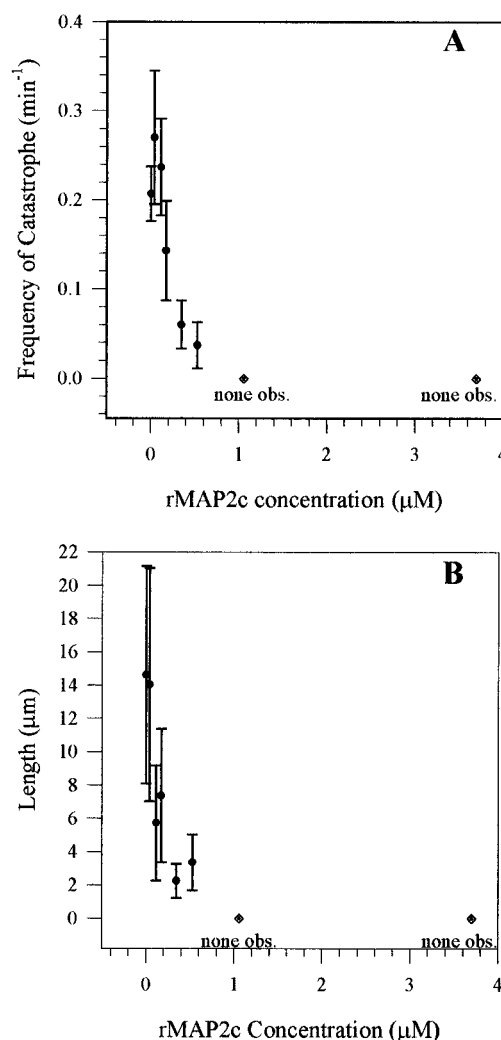 A
0.4
0.3
0.2
0.1
0.0
Frequency of Catastrophe (min⁻¹)
none obs.
none obs.
0
1
2
3
4
rMAP2c concentration (μM)
B
22
20
18
16
14
12
10
8
6
4
2
0
Length (μm)
none obs.
none obs.
0
1
2
3
4
rMAP2c Concentration (μM)